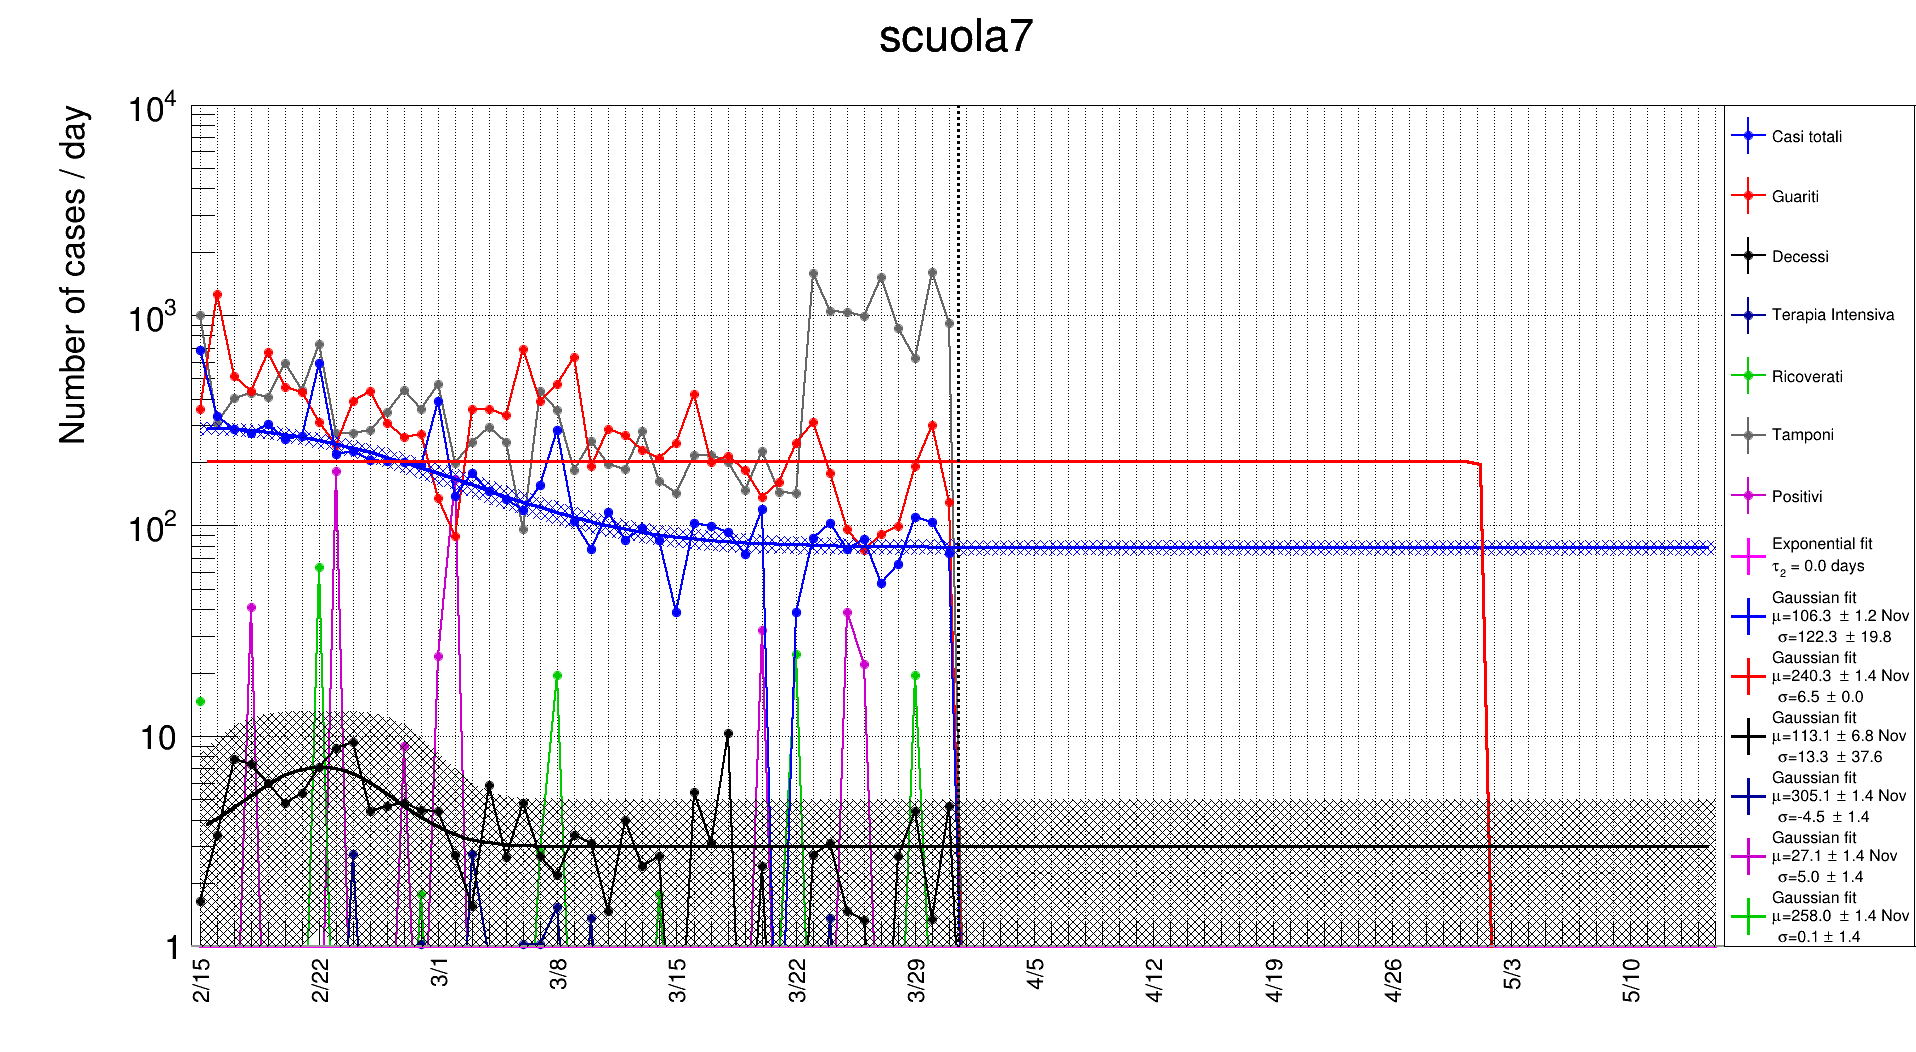 scuola7
Number of cases / day
10^4
10^3
10^2
10
1
2/15
2/22
3/1
3/8
3/15
3/22
3/29
4/5
4/12
4/19
4/26
5/3
5/10
Casi totali
Guariti
Decessi
Terapia Intensiva
Ricoverati
Tamponi
Positivi
Exponential fit
τ2 = 0.0 days
Gaussian fit
μ=106.3 ± 1.2 Nov
σ=122.3 ± 19.8
Gaussian fit
μ=240.3 ± 1.4 Nov
σ=6.5 ± 0.0
Gaussian fit
μ=113.1 ± 6.8 Nov
σ=13.3 ± 37.6
Gaussian fit
μ=305.1 ± 1.4 Nov
σ=-4.5 ± 1.4
Gaussian fit
μ=27.1 ± 1.4 Nov
σ=5.0 ± 1.4
Gaussian fit
μ=258.0 ± 1.4 Nov
σ=0.1 ± 1.4